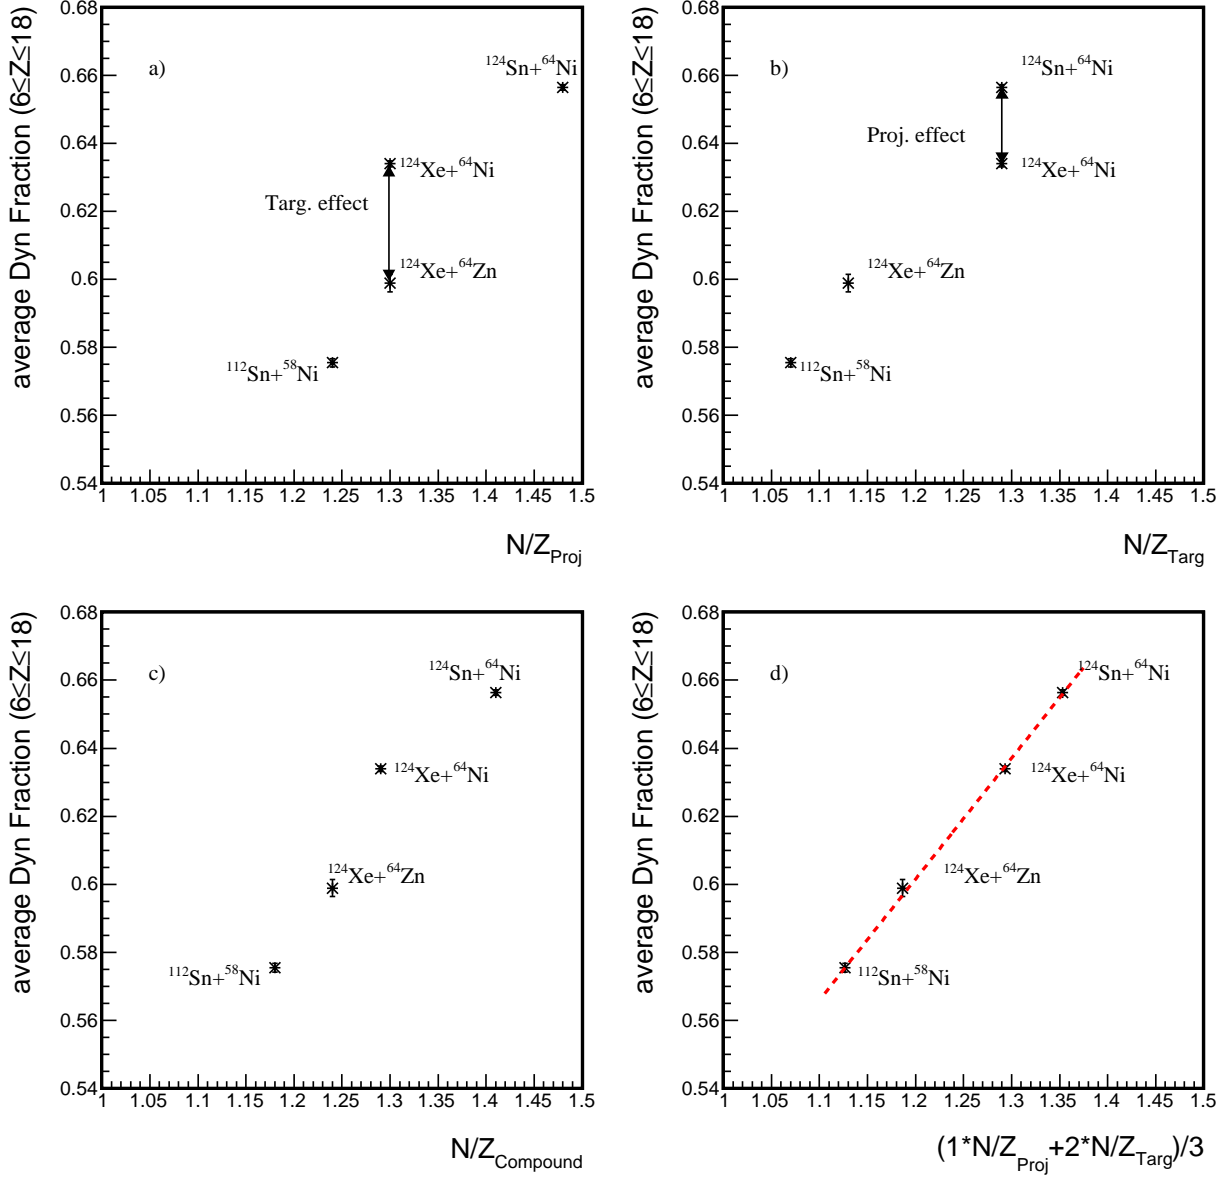 average Dyn Fraction (6≤Z≤18)
0.68
0.66
0.64
0.62
0.6
0.58
0.56
0.54
a)
124Sn+64Ni
124Xe+64Ni
Targ. effect
124Xe+64Zn
112Sn+58Ni
1 1.05 1.1 1.15 1.2 1.25 1.3 1.35 1.4 1.45 1.5
N/ZProj
average Dyn Fraction (6≤Z≤18)
0.68
0.66
0.64
0.62
0.6
0.58
0.56
0.54
b)
124Sn+64Ni
Proj. effect
124Xe+64Ni
124Xe+64Zn
112Sn+58Ni
1 1.05 1.1 1.15 1.2 1.25 1.3 1.35 1.4 1.45 1.5
N/ZTarg
average Dyn Fraction (6≤Z≤18)
0.68
0.66
0.64
0.62
0.6
0.58
0.56
0.54
c)
124Sn+64Ni
124Xe+64Ni
124Xe+64Zn
112Sn+58Ni
1 1.05 1.1 1.15 1.2 1.25 1.3 1.35 1.4 1.45 1.5
N/ZCompound
average Dyn Fraction (6≤Z≤18)
0.68
0.66
0.64
0.62
0.6
0.58
0.56
0.54
d)
124Sn+64Ni
124Xe+64Ni
124Xe+64Zn
112Sn+58Ni
1 1.05 1.1 1.15 1.2 1.25 1.3 1.35 1.4 1.45 1.5
(1*N/ZProj+2*N/ZTarg)/3